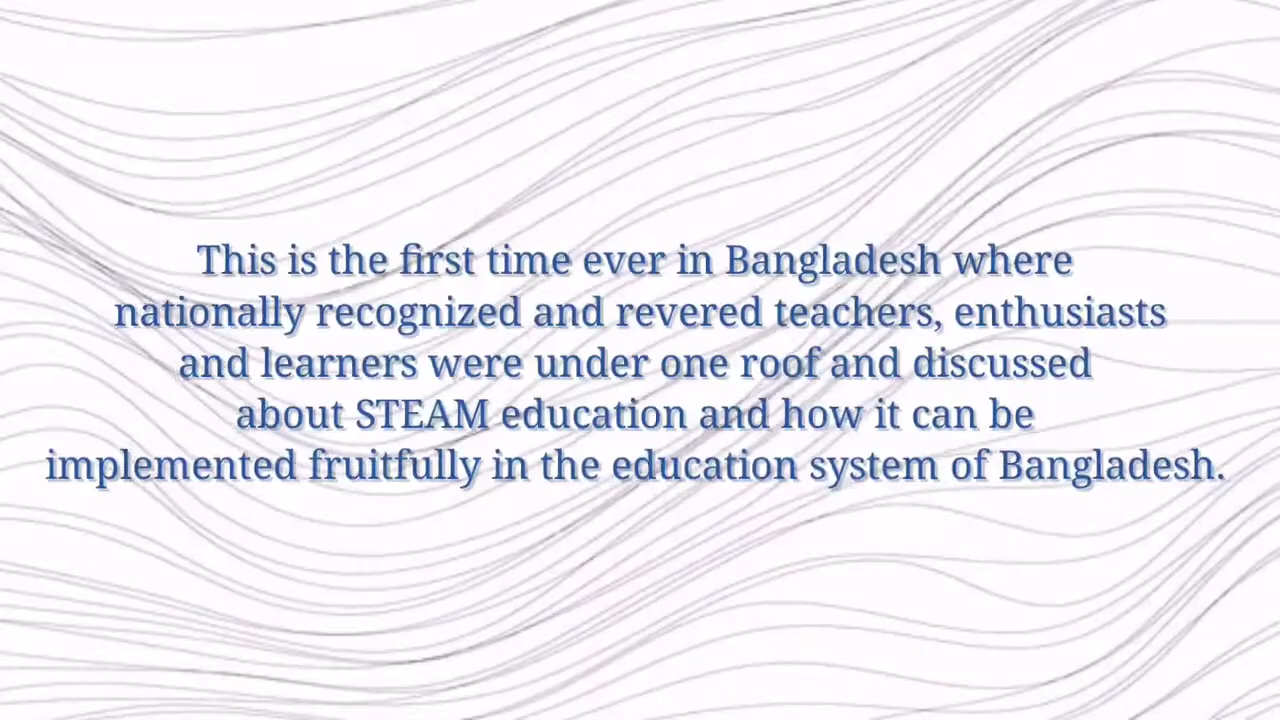 This is the first time ever in Bangladesh where
nationally recognized and revered teachers, enthusiasts
and learners were under one roof and discussed
about STEAM education and how it can be
implemented fruitfully in the education system of Bangladesh.